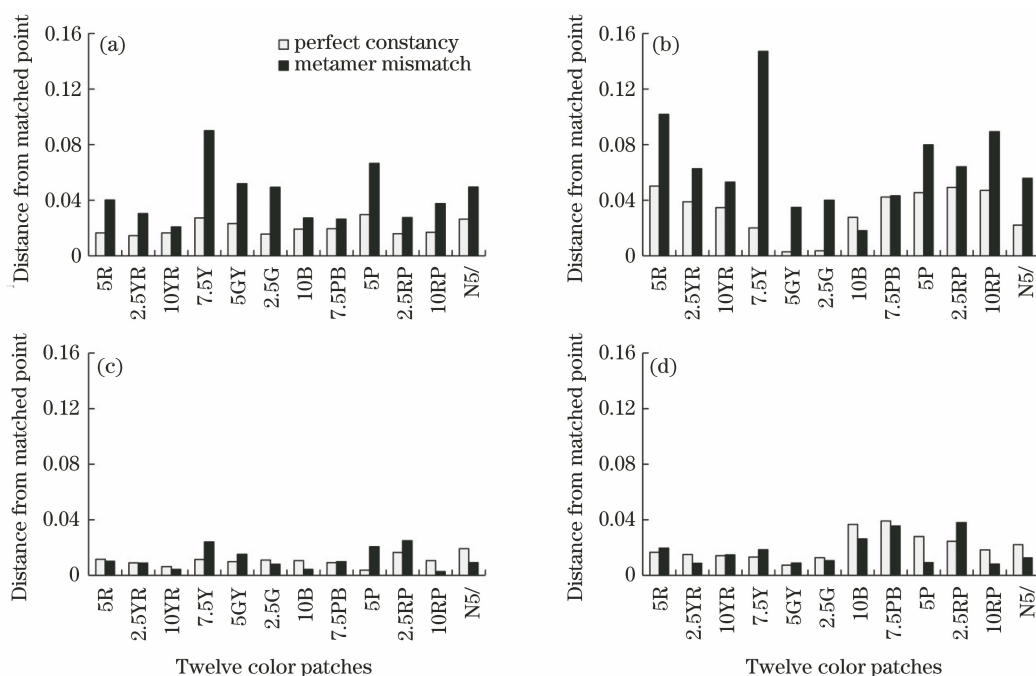 Distance from matched point
0.16
0.12
0.08
0.04
0
(a)
perfect constancy
metamer mismatch
5R
2.5YR
10YR
7.5Y
5GY
2.5G
10B
7.5PB
5P
2.5RP
10RP
N5/
Distance from matched point
0.16
0.12
0.08
0.04
0
(b)
5R
2.5YR
10YR
7.5Y
5GY
2.5G
10B
7.5PB
5P
2.5RP
10RP
N5/
Distance from matched point
0.16
0.12
0.08
0.04
0
(c)
5R
2.5YR
10YR
7.5Y
5GY
2.5G
10B
7.5PB
5P
2.5RP
10RP
N5/
Twelve color patches
Distance from matched point
0.16
0.12
0.08
0.04
0
(d)
5R
2.5YR
10YR
7.5Y
5GY
2.5G
10B
7.5PB
5P
2.5RP
10RP
N5/
Twelve color patches